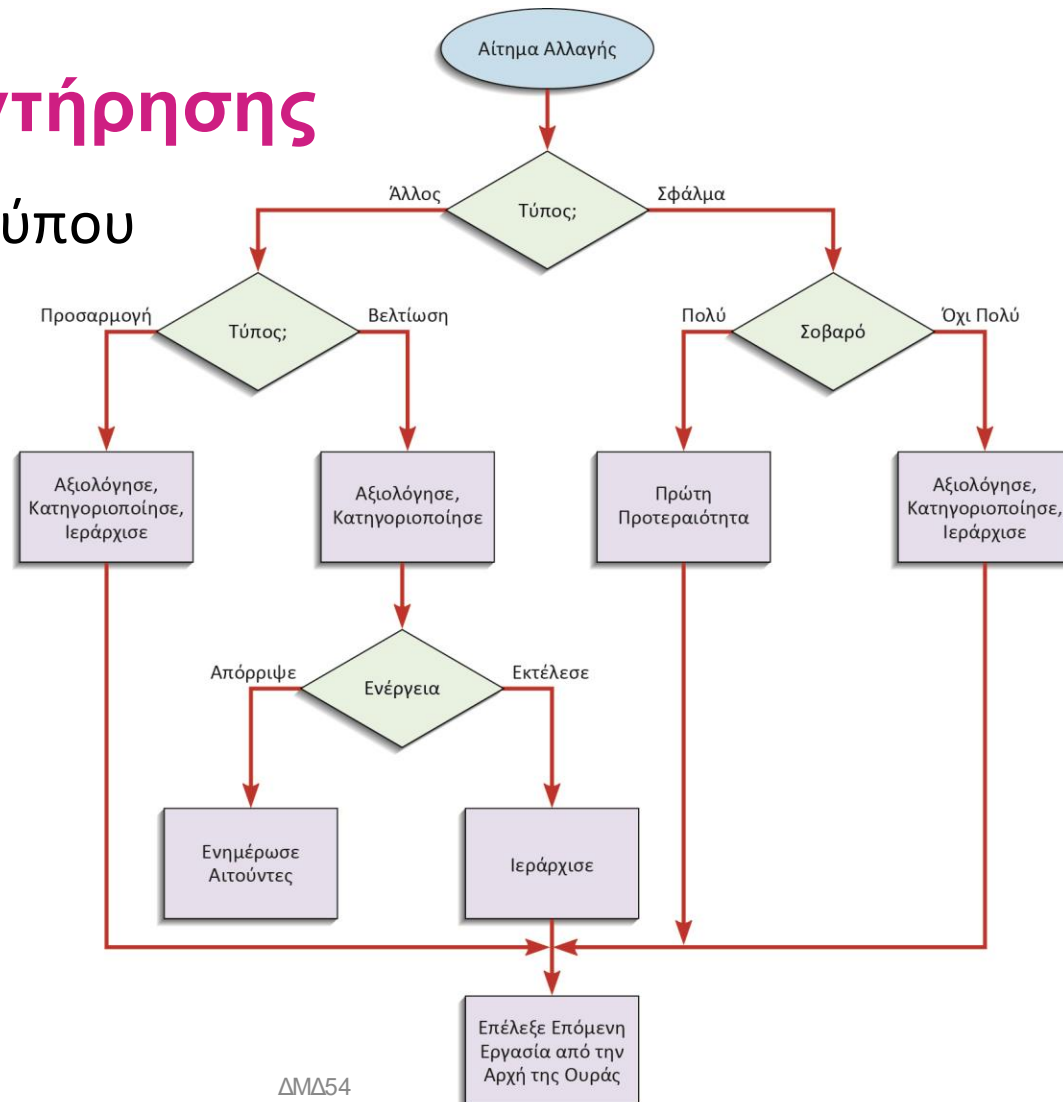 Αίτημα Αλλαγής
ντήρησης
Άλλος
Τύπος;
Σφάλμα
ύπου
Προσαρμογή
Τύπος;
Βελτίωση
Πολύ
Σοβαρό
Όχι Πολύ
Αξιολόγησε,
Κατηγοριοποίησε,
Ιεράρχισε
Αξιολόγησε,
Κατηγοριοποίησε
Πρώτη
Προτεραιότητα
Αξιολόγησε,
Κατηγοριοποίησε,
Ιεράρχισε
Απόρριψε
Ενέργεια
Εκτέλεσε
Ενημέρωσε
Αιτούντες
Ιεράρχισε
Επέλεξε Επόμενη
Εργασία από την
Αρχή της Ουράς
ΔΜΔ54